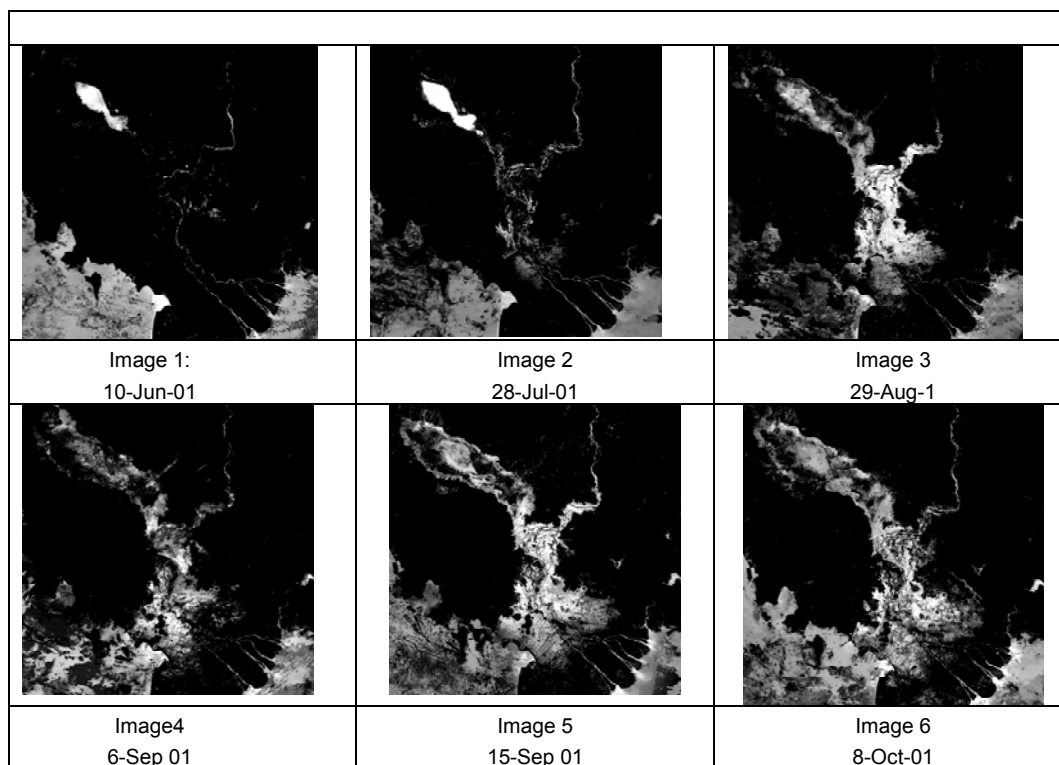 Image 1:
10-Jun-01
Image 2
28-Jul-01
Image 3
29-Aug-1
Image4
6-Sep 01
Image 5
15-Sep 01
Image 6
8-Oct-01